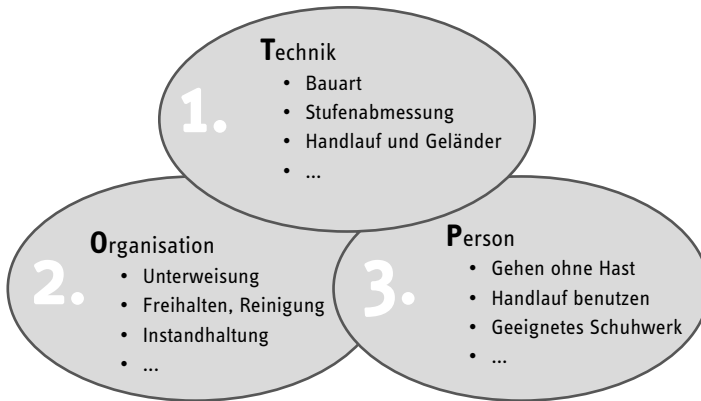 1.
Technik
• Bauart
• Stufenabmessung
• Handlauf und Geländer
• ...
2.
Organisation
• Unterweisung
• Freihalten, Reinigung
• Instandhaltung
• ...
3.
Person
• Gehen ohne Hast
• Handlauf benutzen
• Geeignetes Schuhwerk
• ...